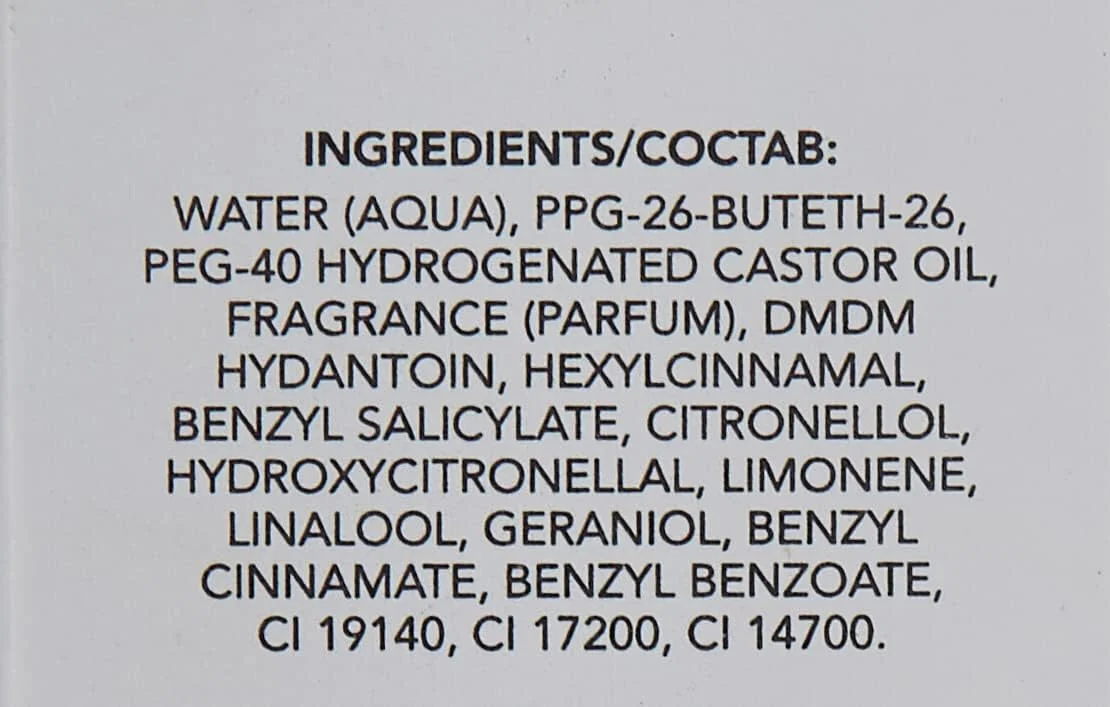 INGREDIENTS/СОСТАВ:
WATER (AQUA), PPG-26-BUTETH-26,
PEG-40 HYDROGENATED CASTOR OIL,
FRAGRANCE (PARFUM), DMDM
HYDANTOIN, HEXYLCINNAMAL,
BENZYL SALICYLATE, CITRONELLOL,
HYDROXYCITRONELLAL, LIMONENE,
LINALOOL, GERANIOL, BENZYL
CINNAMATE, BENZYL BENZOATE,
CI 19140, CI 17200, CI 14700.